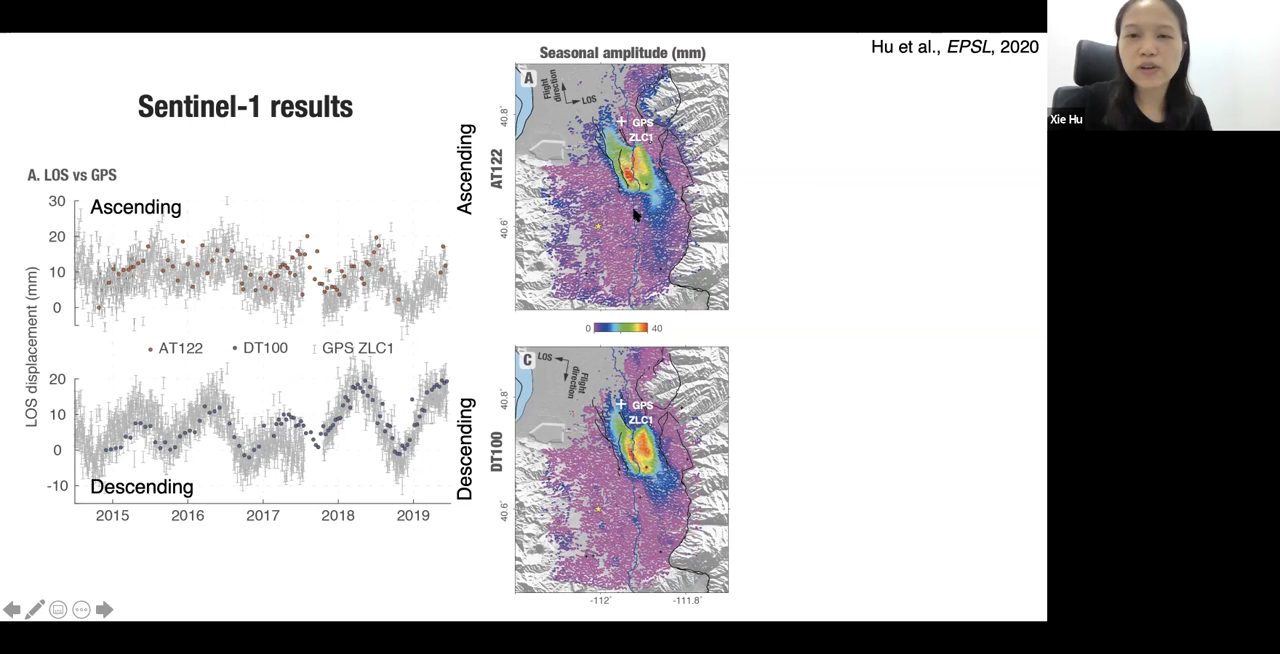 Hu et al., EPSL, 2020
Xie Hu
Sentinel-1 results
A. LOS vs GPS
LOS displacement (mm)
30
20
10
0
Ascending
AT122
DT100
GPS ZLC1
20
10
0
-10
Descending
2015
2016
2017
2018
2019
Seasonal amplitude (mm)
Ascending
AT122
A
Flight
direction
LOS
GPS
ZLC1
40.8°
40.6°
0
40
Descending
DT100
C
LOS
Flight
direction
GPS
ZLC1
40.8°
40.6°
-112°
-111.8°